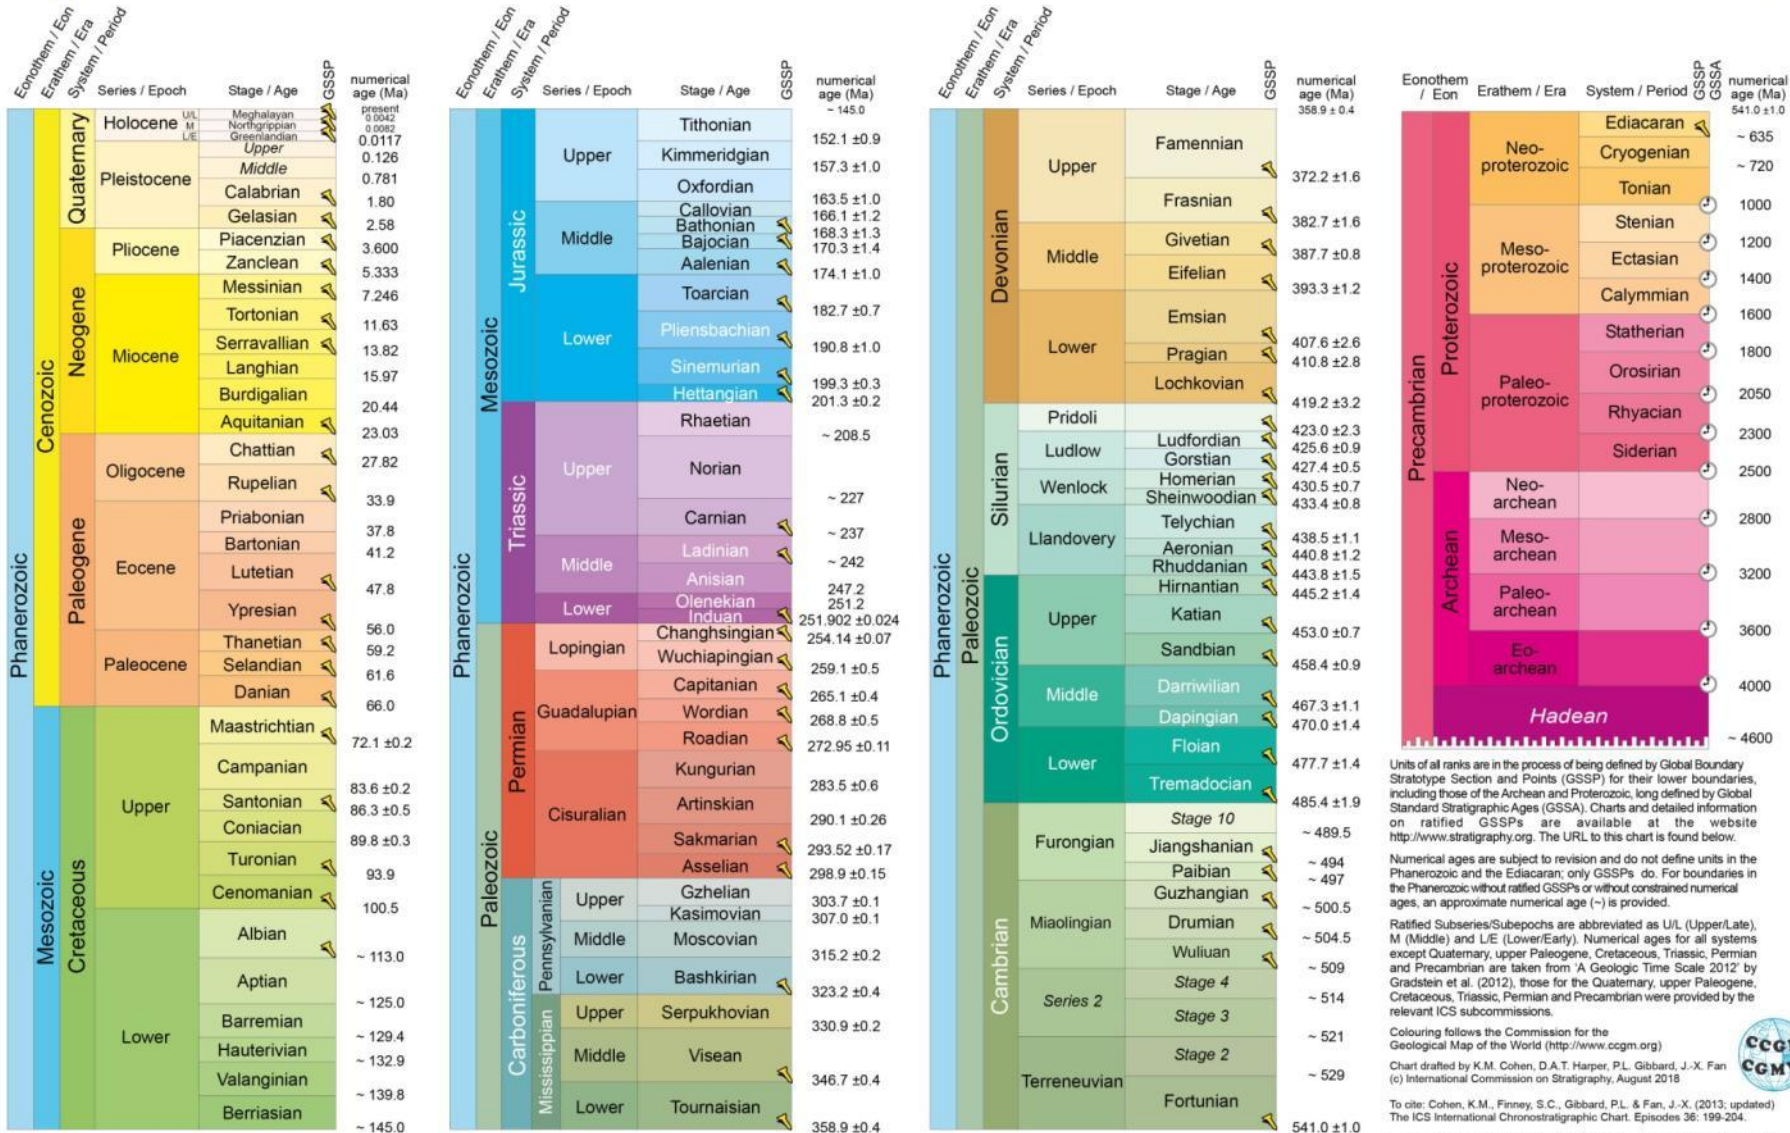 Eonothem / Eon
Erathem / Era
System / Period
Series / Epoch
Stage / Age
GSSP
numerical
age (Ma)
Phanerozoic
Cenozoic
Mesozoic
Quaternary
Neogene
Paleogene
Cretaceous
Holocene
U/L
M
L/E
Pleistocene
Pliocene
Miocene
Oligocene
Eocene
Paleocene
Upper
Lower
Meghalayan
Northgrippian
Greenlandian
Upper
Middle
Calabrian
Gelasian
Piacenzian
Zanclean
Messinian
Tortonian
Serravallian
Langhian
Burdigalian
Aquitanian
Chattian
Rupelian
Priabonian
Bartonian
Lutetian
Ypresian
Thanetian
Selandian
Danian
Maastrichtian
Campanian
Santonian
Coniacian
Turonian
Cenomanian
Albian
Aptian
Barremian
Hauterivian
Valanginian
Berriasian
present
0.0042
0.0082
0.0117
0.126
0.781
1.80
2.58
3.600
5.333
7.246
11.63
13.82
15.97
20.44
23.03
27.82
33.9
37.8
41.2
47.8
56.0
59.2
61.6
66.0
72.1 ±0.2
83.6 ±0.2
86.3 ±0.5
89.8 ±0.3
93.9
100.5
~ 113.0
~ 125.0
~ 129.4
~ 132.9
~ 139.8
~ 145.0
Eonothem / Eon
Erathem / Era
System / Period
Series / Epoch
Stage / Age
GSSP
numerical
age (Ma)
Phanerozoic
Mesozoic
Paleozoic
Jurassic
Triassic
Permian
Carboniferous
Pennsylvanian
Mississippian
Upper
Middle
Lower
Upper
Middle
Lower
Lopingian
Guadalupian
Cisuralian
Upper
Middle
Lower
Upper
Middle
Lower
Tithonian
Kimmeridgian
Oxfordian
Callovian
Bathonian
Bajocian
Aalenian
Toarcian
Pliensbachian
Sinemurian
Hettangian
Rhaetian
Norian
Carnian
Ladinian
Anisian
Olenekian
Induan
Changhsingian
Wuchiapingian
Capitanian
Wordian
Roadian
Kungurian
Artinskian
Sakmarian
Asselian
Gzhelian
Kasimovian
Moscovian
Bashkirian
Serpukhovian
Visean
Tournaisian
~ 145.0
152.1 ±0.9
157.3 ±1.0
163.5 ±1.0
166.1 ±1.2
168.3 ±1.3
170.3 ±1.4
174.1 ±1.0
182.7 ±0.7
190.8 ±1.0
199.3 ±0.3
201.3 ±0.2
~ 208.5
~ 227
~ 237
~ 242
247.2
251.2
251.902 ±0.024
254.14 ±0.07
259.1 ±0.5
265.1 ±0.4
268.8 ±0.5
272.95 ±0.11
283.5 ±0.6
290.1 ±0.26
293.52 ±0.17
298.9 ±0.15
303.7 ±0.1
307.0 ±0.1
315.2 ±0.2
323.2 ±0.4
330.9 ±0.2
346.7 ±0.4
358.9 ±0.4
Eonothem / Eon
Erathem / Era
System / Period
Series / Epoch
Stage / Age
GSSP
numerical
age (Ma)
Phanerozoic
Paleozoic
Devonian
Silurian
Ordovician
Cambrian
Upper
Middle
Lower
Pridoli
Ludlow
Wenlock
Llandovery
Upper
Middle
Lower
Furongian
Miaolingian
Series 2
Terreneuvian
Famennian
Frasnian
Givetian
Eifelian
Emsian
Pragian
Lochkovian
Ludfordian
Gorstian
Homerian
Sheinwoodian
Telychian
Aeronian
Rhuddanian
Hirnantian
Katian
Sandbian
Darriwilian
Dapingian
Floian
Tremadocian
Stage 10
Jiangshanian
Paibian
Guzhangian
Drumian
Wuliuan
Stage 4
Stage 3
Stage 2
Fortunian
358.9 ± 0.4
372.2 ±1.6
382.7 ±1.6
387.7 ±0.8
393.3 ±1.2
407.6 ±2.6
410.8 ±2.8
419.2 ±3.2
423.0 ±2.3
425.6 ±0.9
427.4 ±0.5
430.5 ±0.7
433.4 ±0.8
438.5 ±1.1
440.8 ±1.2
443.8 ±1.5
445.2 ±1.4
453.0 ±0.7
458.4 ±0.9
467.3 ±1.1
470.0 ±1.4
477.7 ±1.4
485.4 ±1.9
~ 489.5
~ 494
~ 497
~ 500.5
~ 504.5
~ 509
~ 514
~ 521
~ 529
541.0 ±1.0
Eonothem
/ Eon
Erathem / Era
System / Period
GSSP
GSSA
numerical
age (Ma)
Precambrian
Proterozoic
Archean
Hadean
Neo-
proterozoic
Meso-
proterozoic
Paleo-
proterozoic
Neo-
archean
Meso-
archean
Paleo-
archean
Eo-
archean
Ediacaran
Cryogenian
Tonian
Stenian
Ectasian
Calymmian
Statherian
Orosirian
Rhyacian
Siderian
541.0 ±1.0
~ 635
~ 720
1000
1200
1400
1600
1800
2050
2300
2500
2800
3200
3600
4000
~ 4600
Units of all ranks are in the process of being defined by Global Boundary
Stratotype Section and Points (GSSP) for their lower boundaries,
including those of the Archean and Proterozoic, long defined by Global
Standard Stratigraphic Ages (GSSA). Charts and detailed information
on ratified GSSPs are available at the website
http://www.stratigraphy.org. The URL to this chart is found below.
Numerical ages are subject to revision and do not define units in the
Phanerozoic and the Ediacaran; only GSSPs do. For boundaries in
the Phanerozoic without ratified GSSPs or without constrained numerical
ages, an approximate numerical age (~) is provided.
Ratified Subseries/Subepochs are abbreviated as U/L (Upper/Late),
M (Middle) and L/E (Lower/Early). Numerical ages for all systems
except Quaternary, upper Paleogene, Cretaceous, Triassic, Permian
and Precambrian are taken from 'A Geologic Time Scale 2012' by
Gradstein et al. (2012), those for the Quaternary, upper Paleogene,
Cretaceous, Triassic, Permian and Precambrian were provided by the
relevant ICS subcommissions.
Colouring follows the Commission for the
Geological Map of the World (http://www.ccgm.org)
Chart drafted by K.M. Cohen, D.A.T. Harper, P.L. Gibbard, J.-X. Fan
(c) International Commission on Stratigraphy, August 2018
To cite: Cohen, K.M., Finney, S.C., Gibbard, P.L. & Fan, J.-X. (2013; updated)
The ICS International Chronostratigraphic Chart. Episodes 36: 199-204.